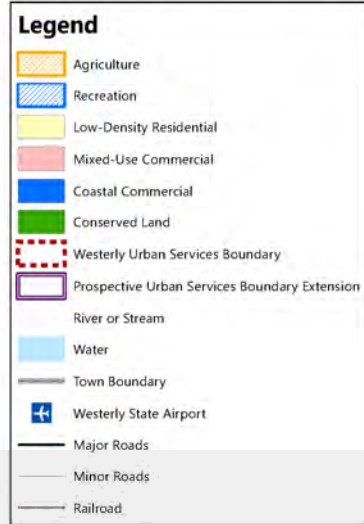 Legend
Agriculture
Recreation
Low-Density Residential
Mixed-Use Commercial
Coastal Commercial
Conserved Land
Westerly Urban Services Boundary
Prospective Urban Services Boundary Extension
River or Stream
Water
Town Boundary
Westerly State Airport
Major Roads
Minor Roads
Railroad